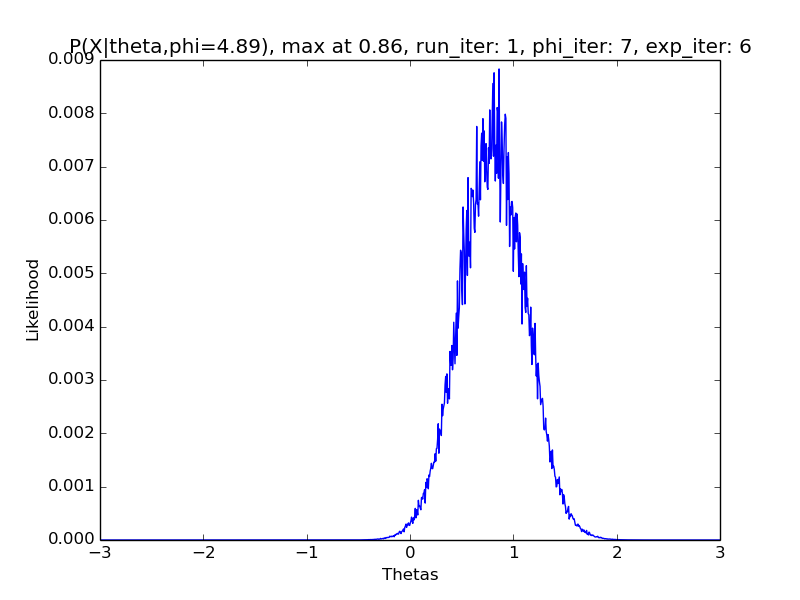 P(X|theta,phi=4.89), max at 0.86, run_iter: 1, phi_iter: 7, exp_iter: 6
0.009
0.008
0.007
0.006
0.005
0.004
0.003
0.002
0.001
0.000
Likelihood
−3 −2 −1 0 1 2 3
Thetas